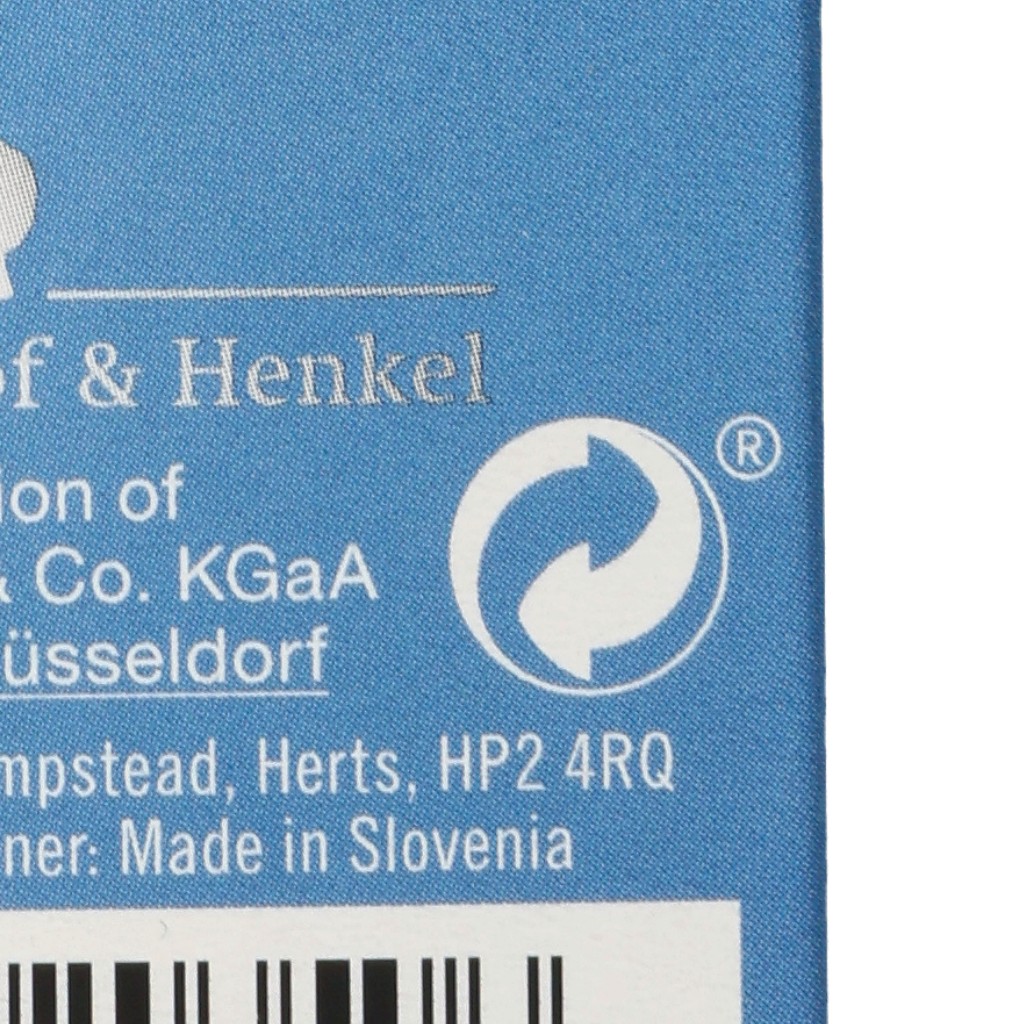 of & Henkel
®
ion of
& Co. KGaA
üsseldorf
mpstead, Herts, HP2 4RQ
ner: Made in Slovenia